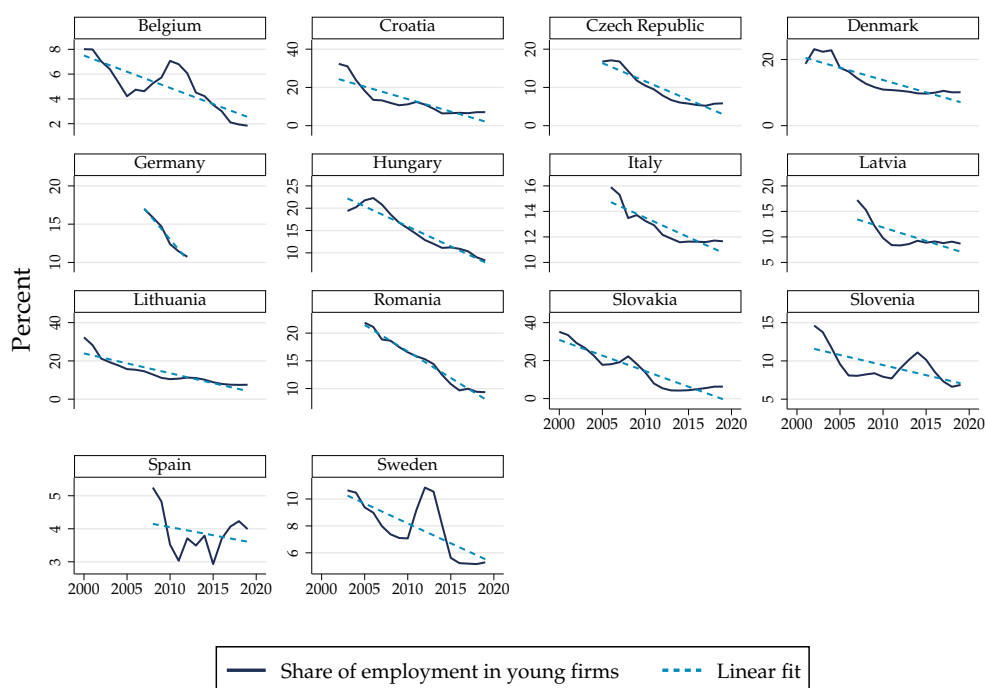 Belgium Croatia Czech Republic Denmark
8 6 4 2
40 20 0
20 10 0
20 0
Germany Hungary Italy Latvia
20 15 10
25 20 15 10
16 14 12 10
20 15 10 5
Percent
Lithuania Romania Slovakia Slovenia
40 20 0
20 15 10
40 20 0
15 10 5
2000 2005 2010 2015 2020 2000 2005 2010 2015 2020
Spain Sweden
5 4 3
10 8 6
2000 2005 2010 2015 2020 2000 2005 2010 2015 2020
Share of employment in young firms Linear fit